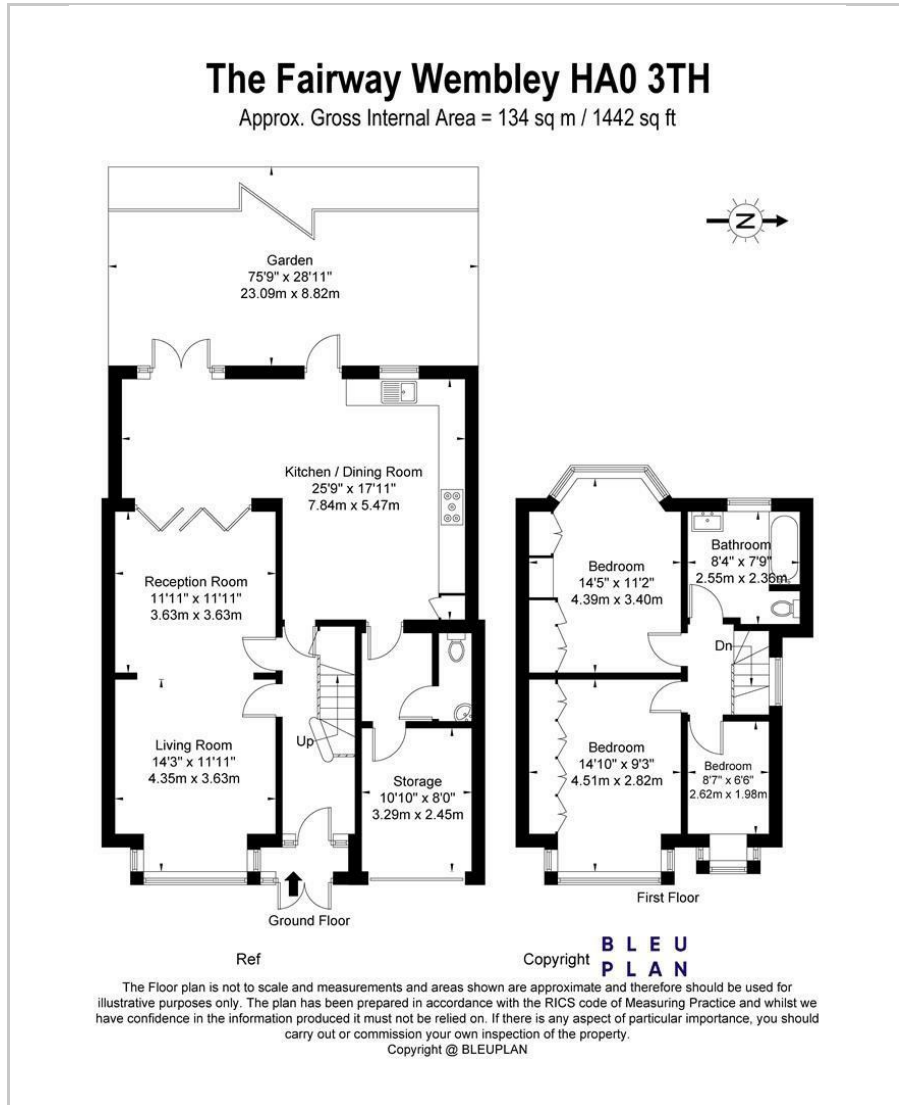 The Fairway Wembley HA0 3TH
Approx. Gross Internal Area = 134 sq m / 1442 sq ft
N
Garden
75'9" x 28'11"
23.09m x 8.82m
Kitchen / Dining Room
25'9" x 17'11"
7.84m x 5.47m
Reception Room
11'11" x 11'11"
3.63m x 3.63m
Up
Living Room
14'3" x 11'11"
4.35m x 3.63m
Storage
10'10" x 8'0"
3.29m x 2.45m
Ground Floor
Bedroom
14'5" x 11'2"
4.39m x 3.40m
Bathroom
8'4" x 7'9"
2.55m x 2.36m
Dn
Bedroom
14'10" x 9'3"
4.51m x 2.82m
Bedroom
8'7" x 6'6"
2.62m x 1.98m
First Floor
Ref
Copyright
BLEU
PLAN
The Floor plan is not to scale and measurements and areas shown are approximate and therefore should be used for
illustrative purposes only. The plan has been prepared in accordance with the RICS code of Measuring Practice and whilst we
have confidence in the information produced it must not be relied on. If there is any aspect of particular importance, you should
carry out or commission your own inspection of the property.
Copyright @ BLEUPLAN